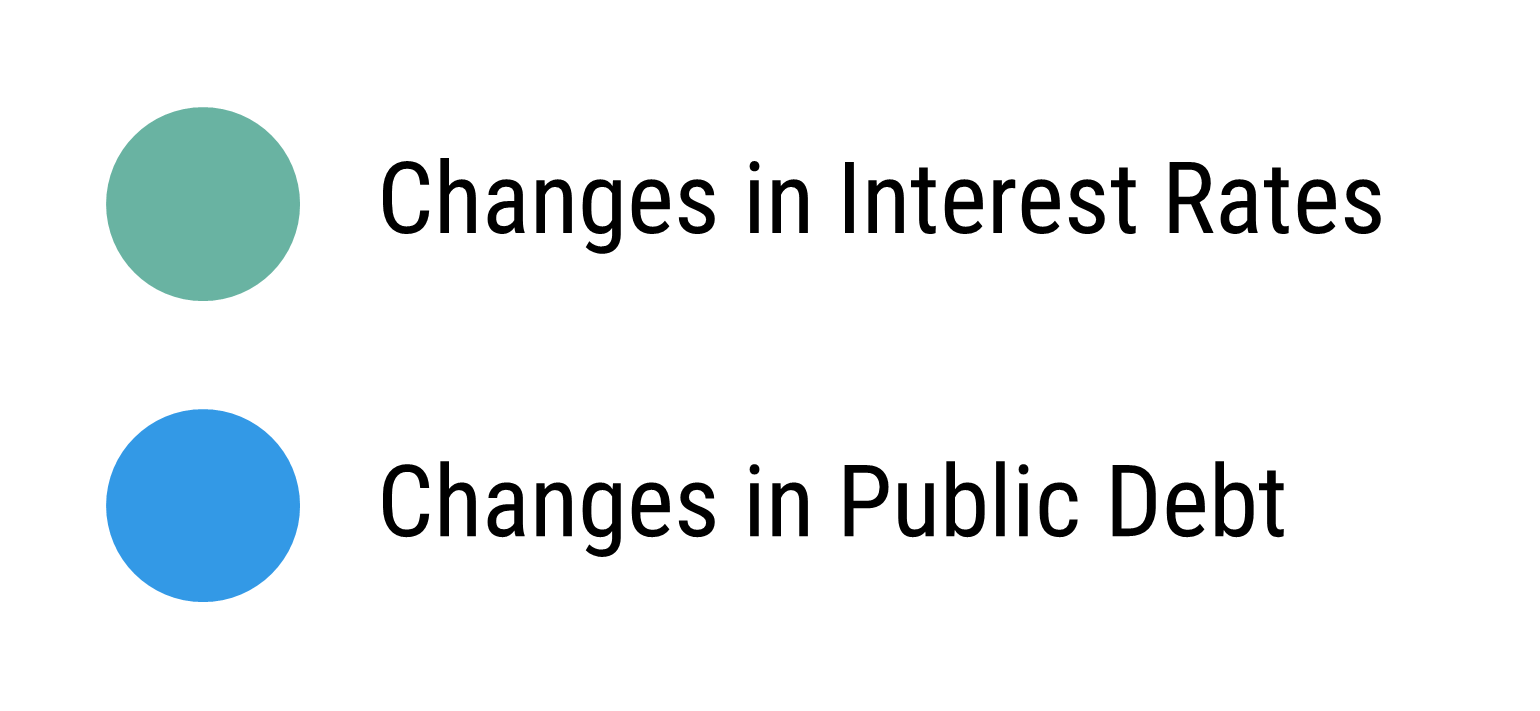 Changes in Interest Rates
Changes in Public Debt